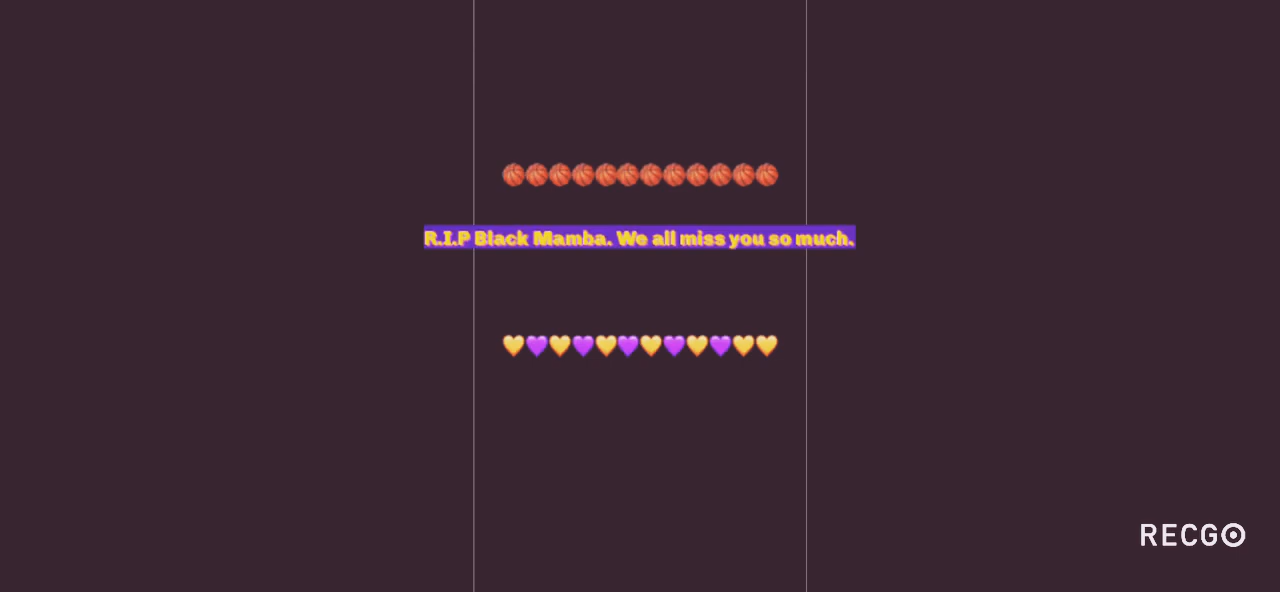 🏀🏀🏀🏀🏀🏀🏀🏀🏀🏀🏀🏀
R.I.P Black Mamba. We all miss you so much.
💛💜💛💜💛💜💛💜💛💜💛💛
RECGO